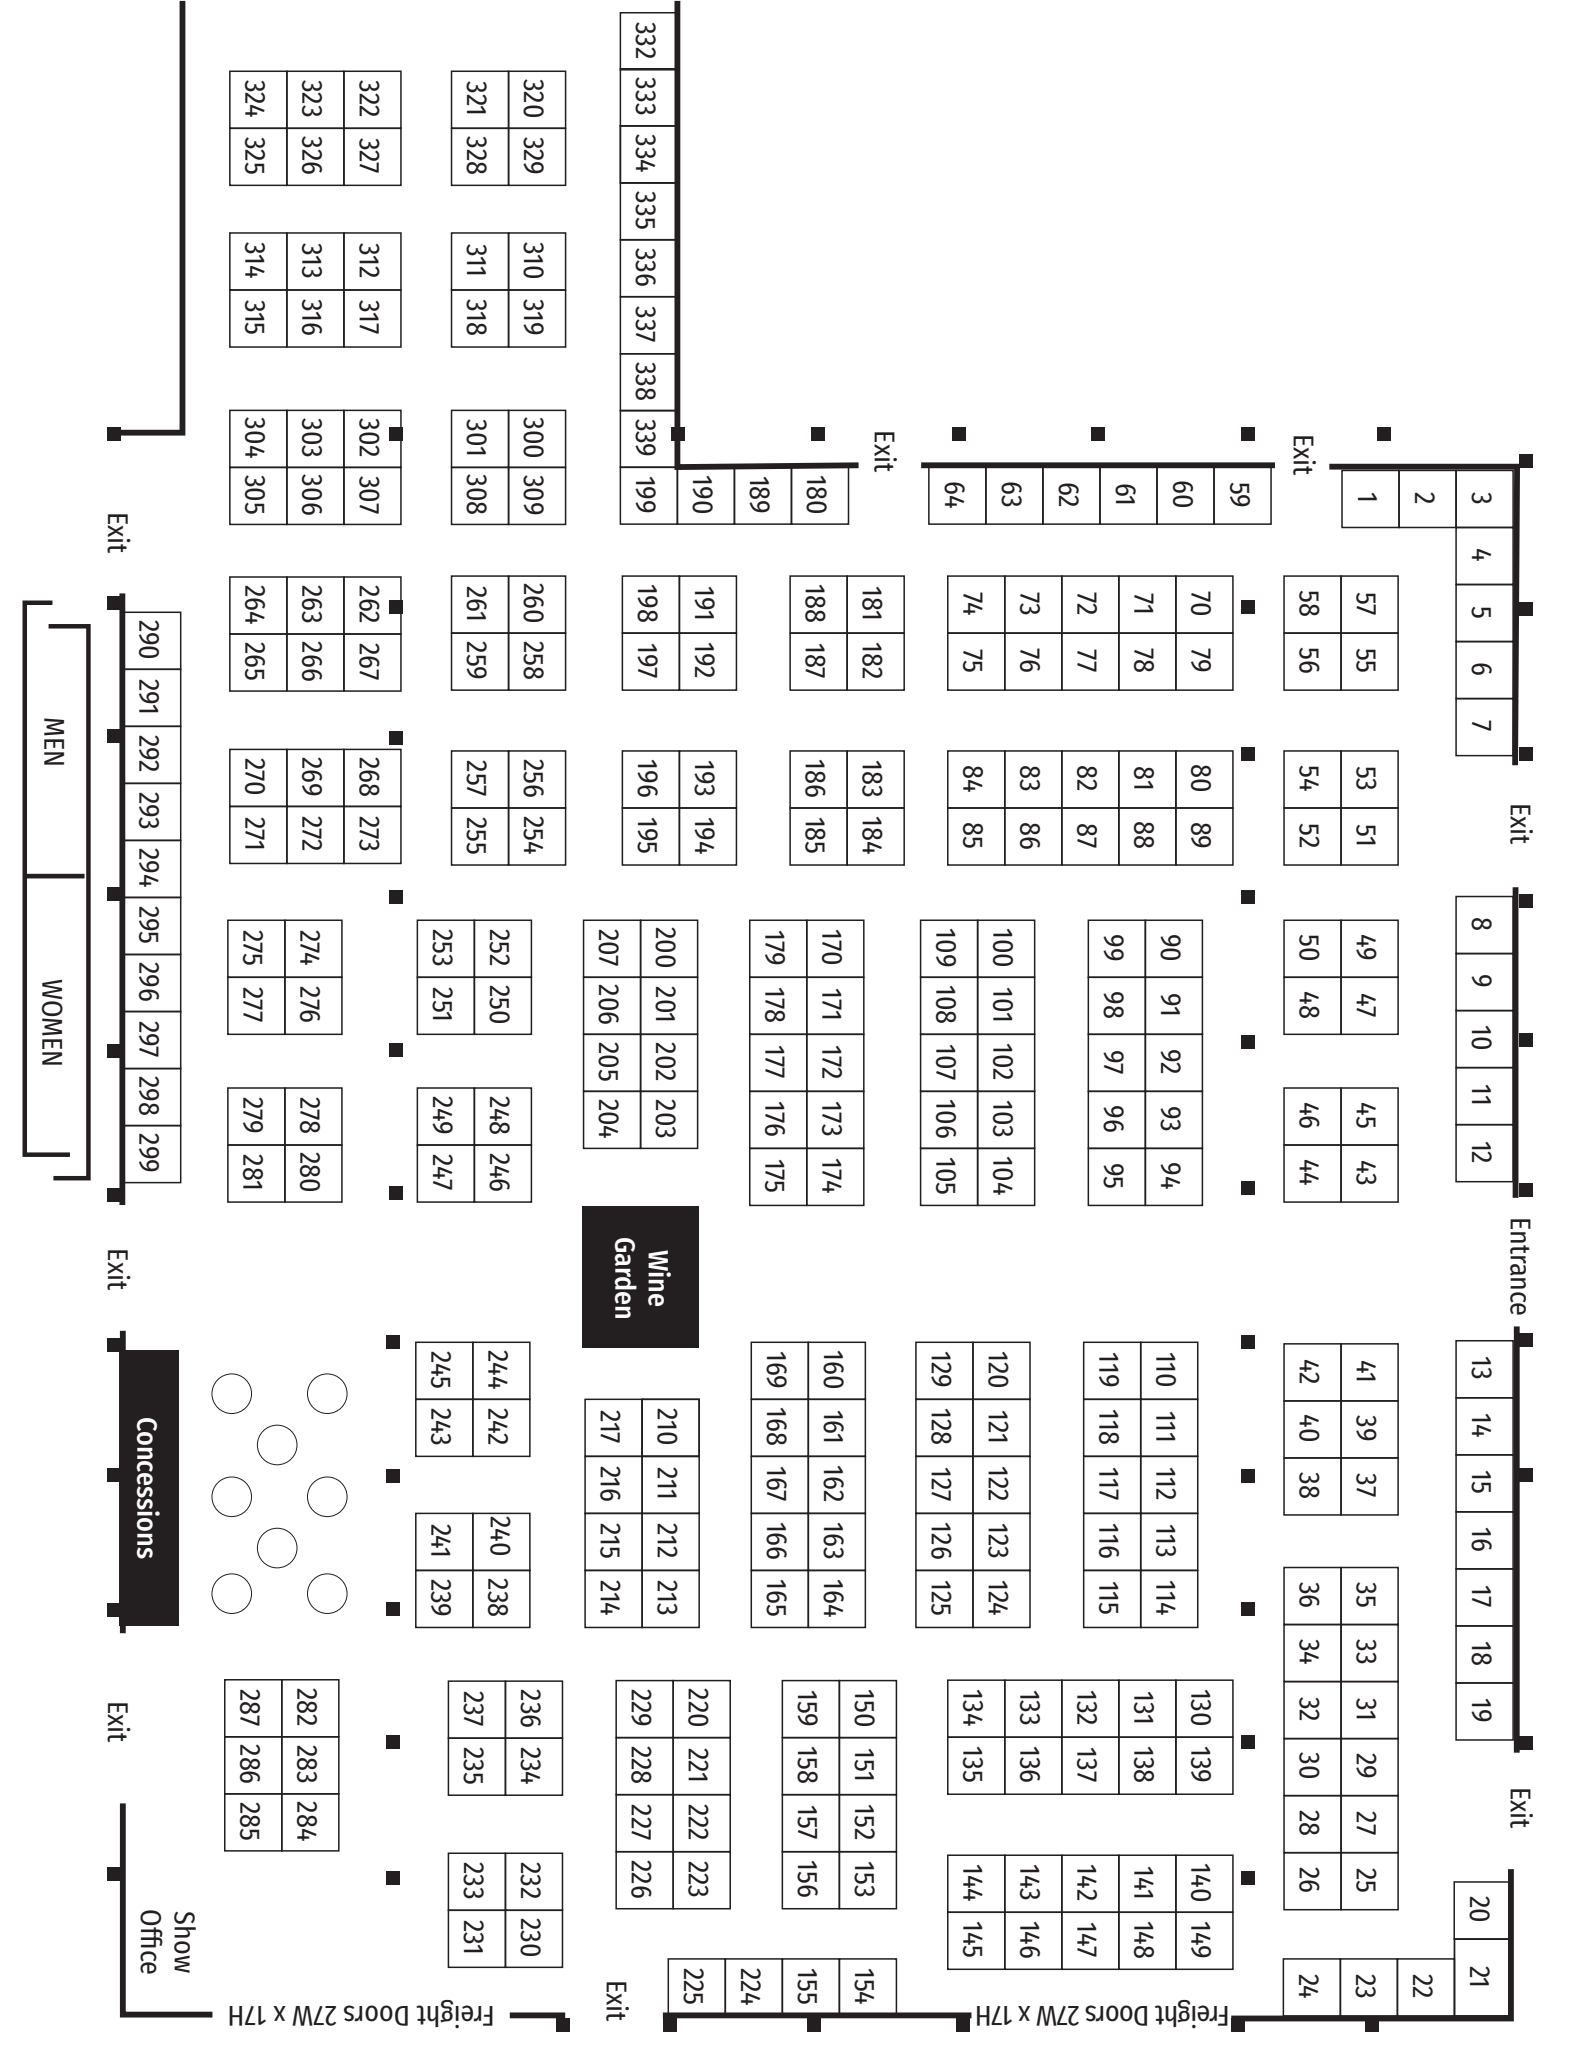 Exit Entrance Exit
3 4 5 6 7 8 9 10 11 12 13 14 15 16 17 18 19 20 21
2 22
1 57 55 53 51 49 47 45 43 41 39 37 35 33 31 29 27 25 23
Exit 58 56 54 52 50 48 46 44 42 40 38 36 34 32 30 28 26 24
59 70 79 80 89 130 139 140 149
60 90 91 92 93 94 110 111 112 113 114
61 71 78 81 88 131 138 141 148
99 98 97 96 95 119 118 117 116 115
62 72 77 82 87 132 137 142 147
Freight Doors 27W x 17H
63 73 76 83 86 133 136 143 146
100 101 102 103 104 120 121 122 123 124
64 74 75 84 85 134 135 144 145
109 108 107 106 105 129 128 127 126 125
Exit 181 182 183 184 150 151 152 153 154
180 170 171 172 173 174 160 161 162 163 164
188 187 186 185 159 158 157 156 155
179 178 177 176 175 169 168 167 166 165
189 224
190 191 192 193 194 220 221 222 223 225
200 201 202 203 Wine 210 211 212 213
332 333 334 335 336 337 338 339 199 198 197 196 195 229 228 227 226
207 206 205 204 Garden 217 216 215 214 Exit
320 329 310 319 300 309 260 258 256 254 236 234 232 230
252 250 248 246 244 242 240 238
321 328 311 318 301 308 261 259 257 255 237 235 233 231
253 251 249 247 245 243 241 239
Freight Doors 27W x 17H
322 327 312 317 302 307 262 267 268 273
323 326 313 316 303 306 263 266 269 272 274 276 278 280 282 283 284
324 325 314 315 304 305 264 265 270 271 275 277 279 281 287 286 285
Show
Office
290 291 292 293 294 295 296 297 298 299 Concessions
Exit Exit Exit
MEN WOMEN